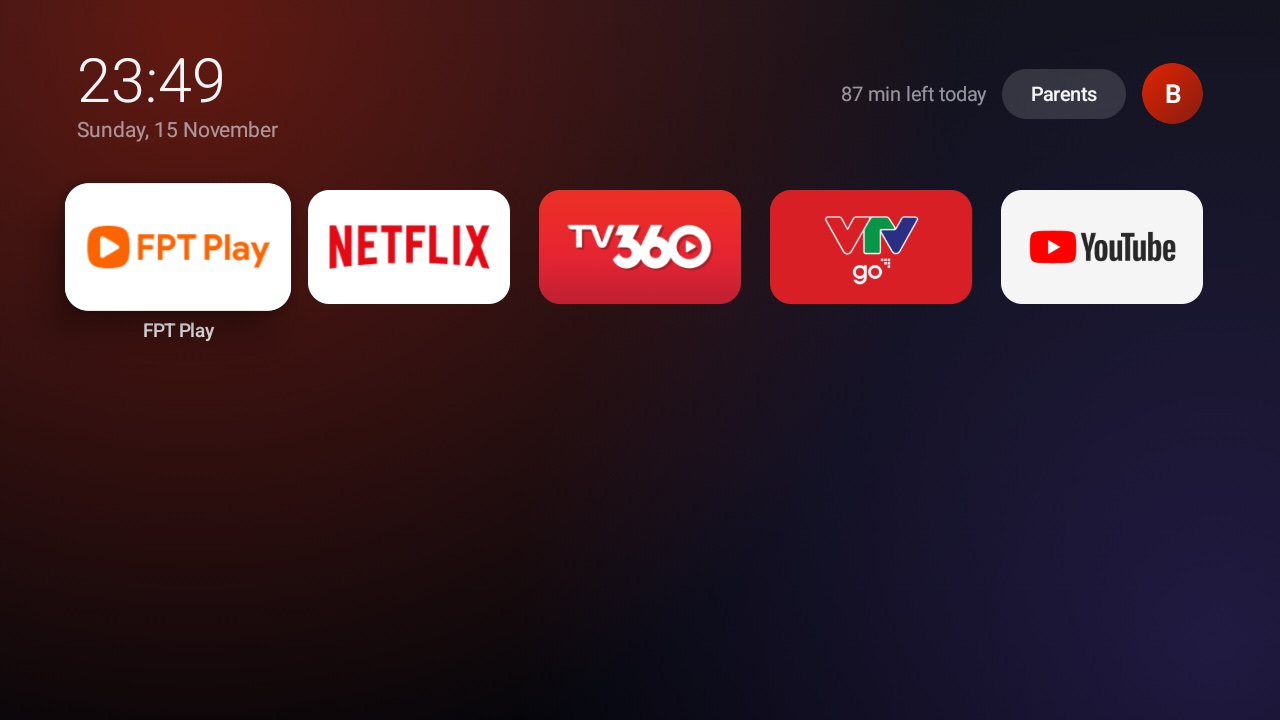 23:49
Sunday, 15 November
87 min left today
Parents
B
FPT Play
NETFLIX
TV360
VTV
go
YouTube
FPT Play